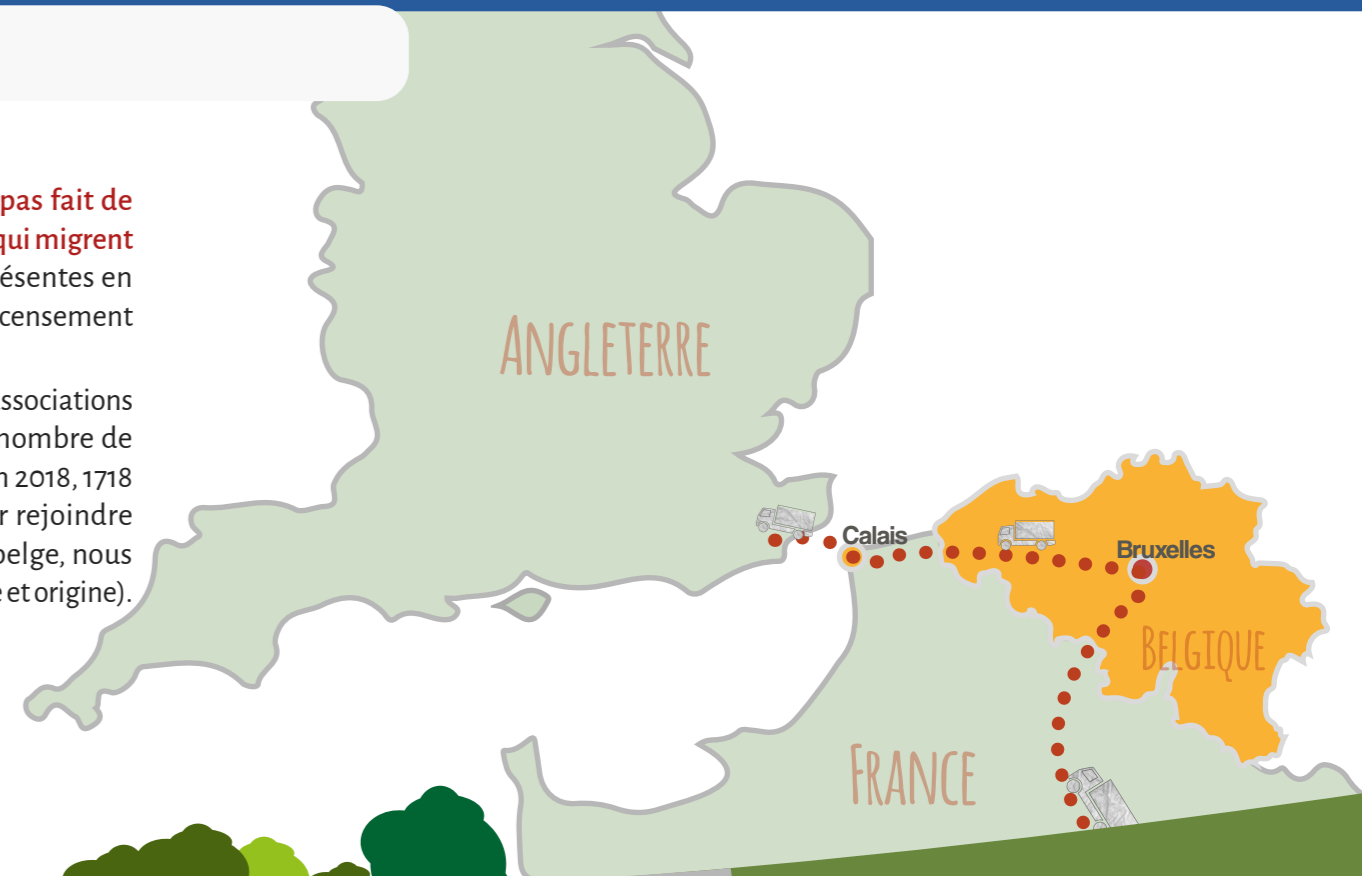 pas fait de
qui migrent
ésentes en
censement
ssociations
nombre de
n 2018, 1718
r rejoindre
belge, nous
e et origine).
Angleterre
Calais
Bruxelles
Belgique
France